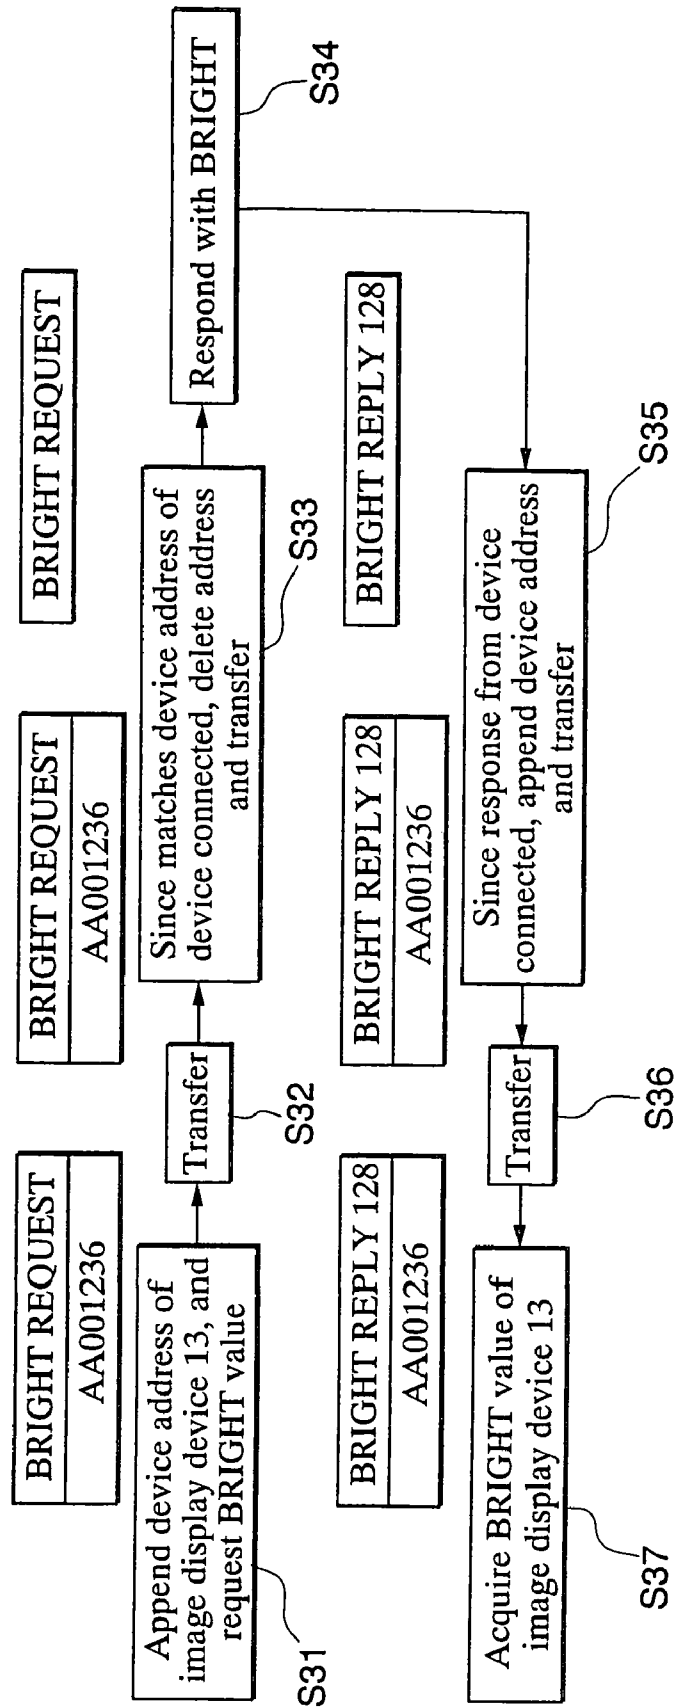 BRIGHT REQUEST
AA001236
BRIGHT REQUEST
AA001236
BRIGHT REQUEST
Append device address of
image display device 13, and
request BRIGHT value
S31
Transfer
S32
Since matches device address of
device connected, delete address
and transfer
S33
Respond with BRIGHT
S34
BRIGHT REPLY 128
AA001236
BRIGHT REPLY 128
AA001236
BRIGHT REPLY 128
Acquire BRIGHT value of
image display device 13
S37
Transfer
S36
Since response from device
connected, append device address
and transfer
S35